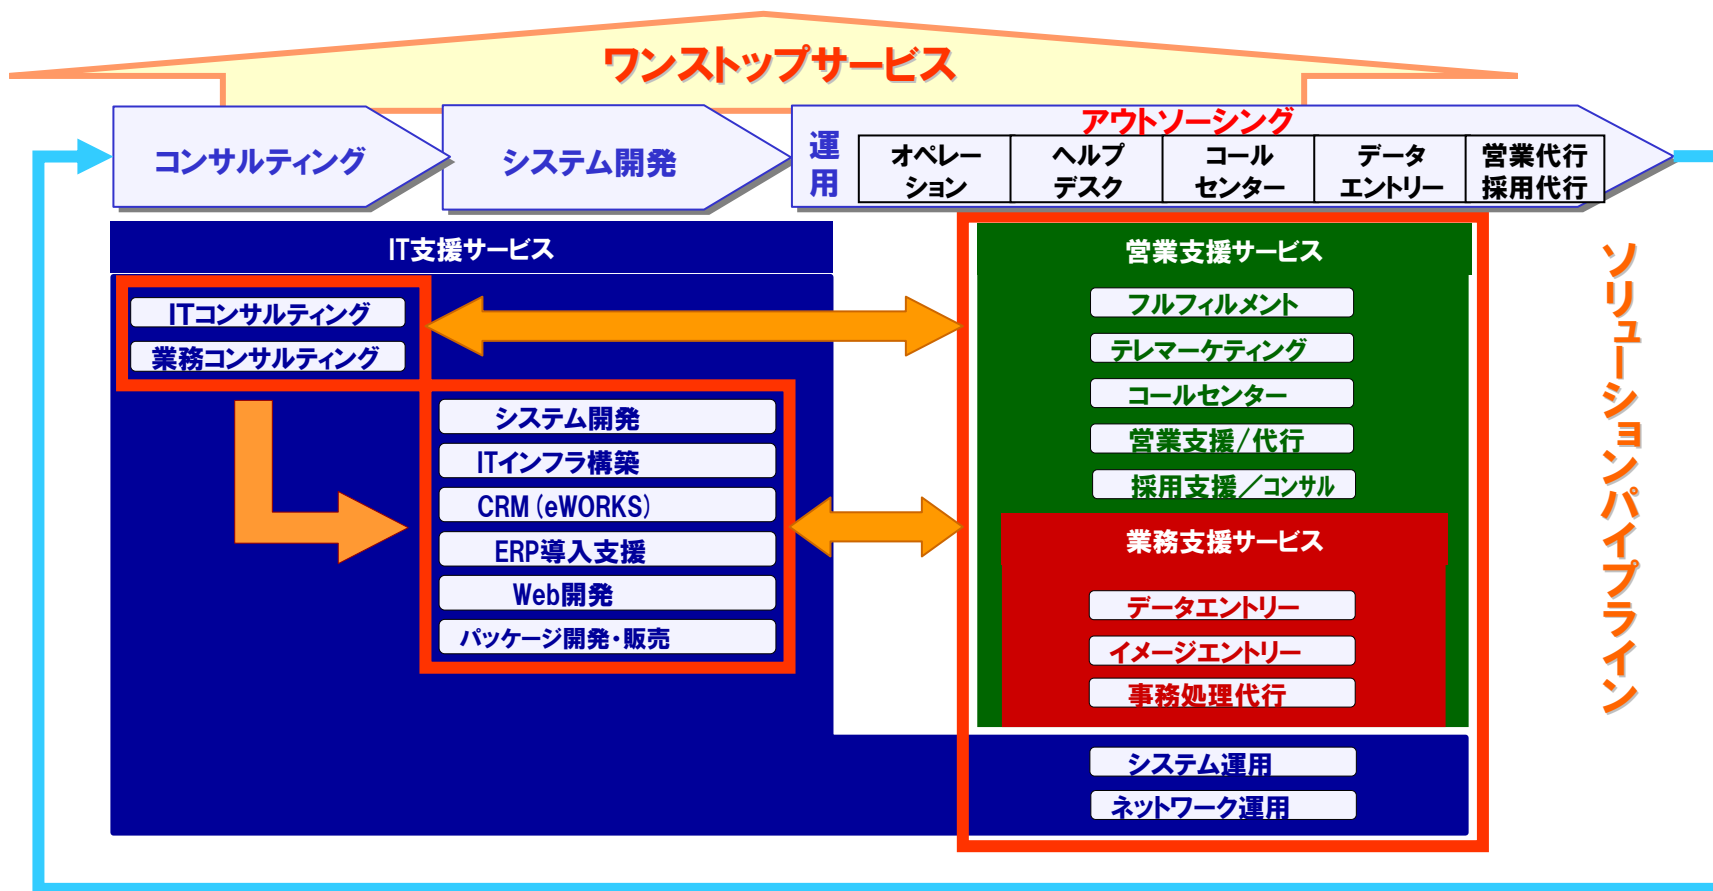 ワンストップサービス
コンサルティング
システム開発
運
用
アウトソーシング
オペレー
ション
ヘルプ
デスク
コール
センター
データ
エントリー
営業代行
採用代行
IT支援サービス
ITコンサルティング
業務コンサルティング
システム開発
ITインフラ構築
CRM(eWORKS)
ERP導入支援
Web開発
パッケージ開発・販売
営業支援サービス
フルフィルメント
テレマーケティング
コールセンター
営業支援/代行
採用支援/コンサル
業務支援サービス
データエントリー
イメージエントリー
事務処理代行
システム運用
ネットワーク運用
ソリューションパイプライン